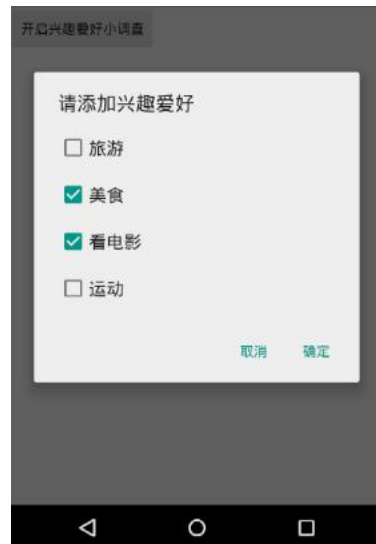 开启兴趣爱好小调查
请添加兴趣爱好
旅游
美食
看电影
运动
取消 确定